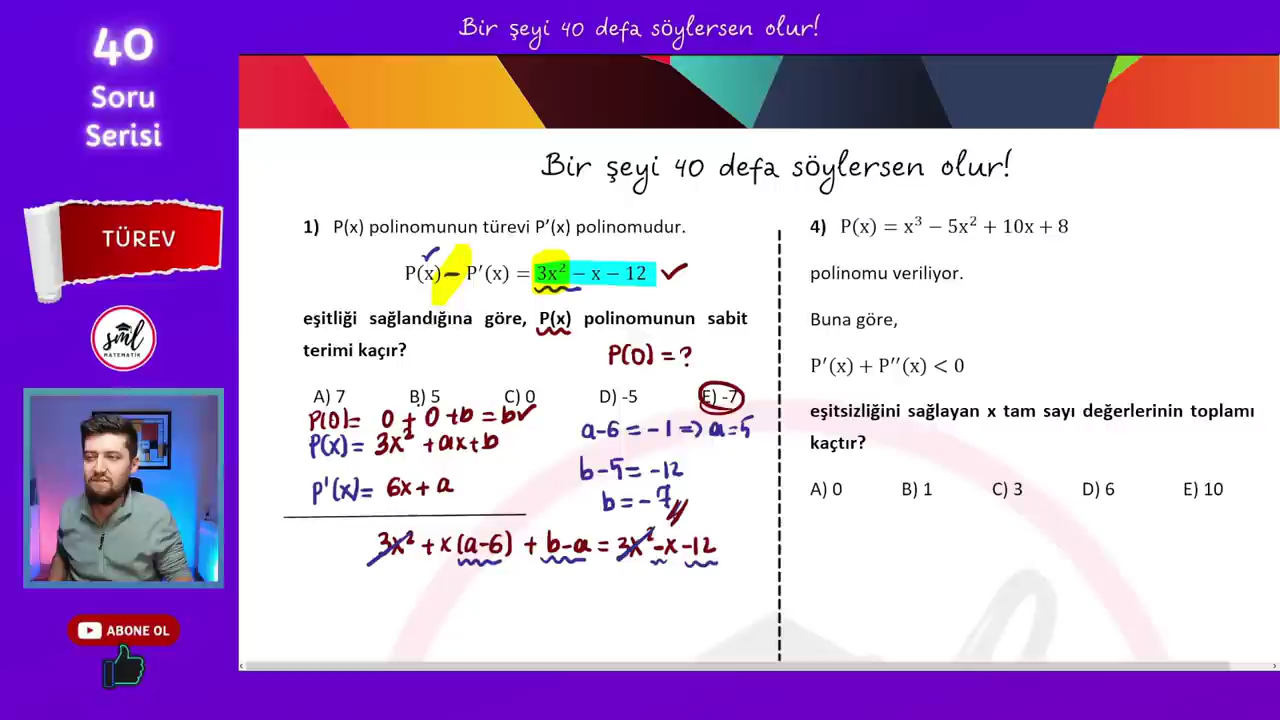 Bir şeyi 40 defa söylersen olur!
40
Soru
Serisi
TÜREV
sml
MATEMATİK
ABONE OL
Bir şeyi 40 defa söylersen olur!
1) P(x) polinomunun türevi P′(x) polinomudur.
P(x) − P′(x) = 3x² − x − 12
eşitliği sağlandığına göre, P(x) polinomunun sabit
terimi kaçır?
P(0) = ?
A) 7 B) 5 C) 0 D) -5 E) -7
P(0) = 0 + 0 + b = b
P(x) = 3x² + ax + b
P'(x) = 6x + a
a-6 = -1 => a=5
b-5 = -12
b = -7
3x² + x(a-6) + b-a = 3x² -x -12
4) P(x) = x³ − 5x² + 10x + 8
polinomu veriliyor.
Buna göre,
P′(x) + P′′(x) < 0
eşitsizliğini sağlayan x tam sayı değerlerinin toplamı
kaçtır?
A) 0 B) 1 C) 3 D) 6 E) 10